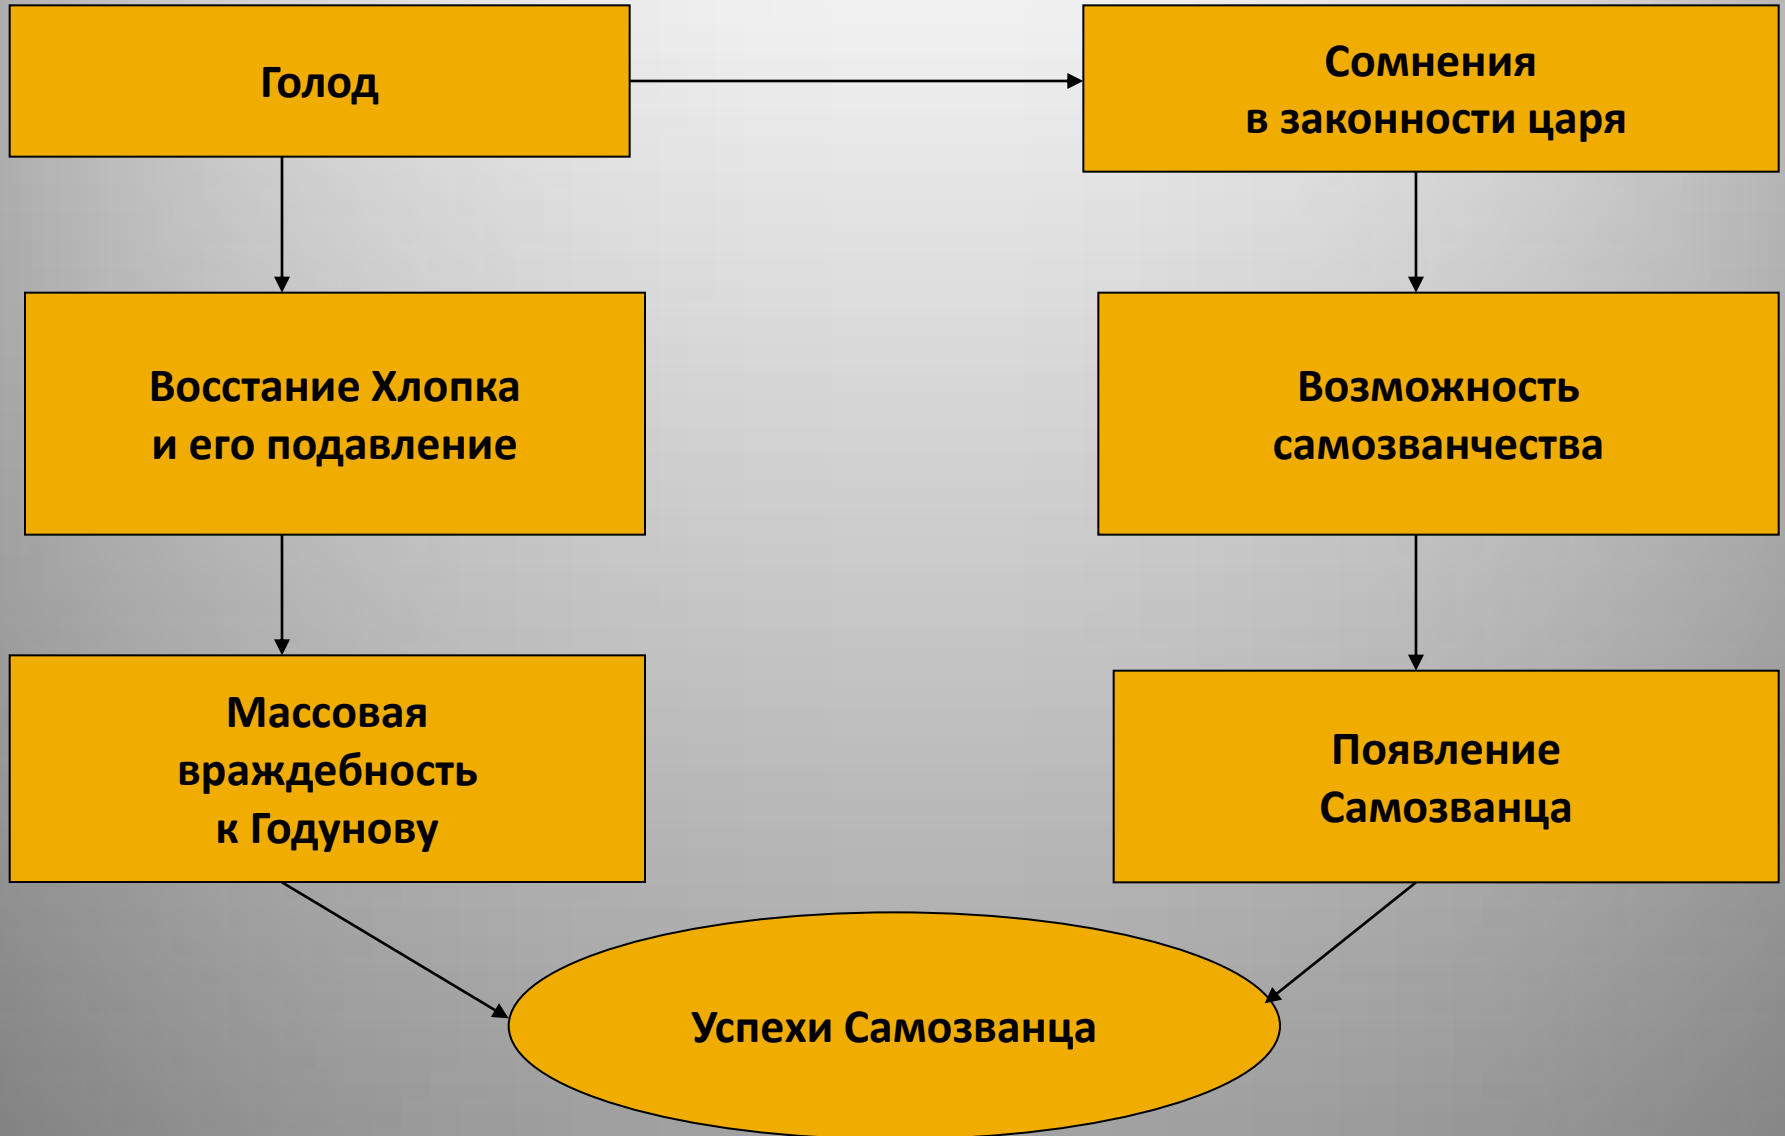 Голод
Сомнения
в законности царя
Восстание Хлопка
и его подавление
Возможность
самозванчества
Массовая
враждебность
к Годунову
Появление
Самозванца
Успехи Самозванца